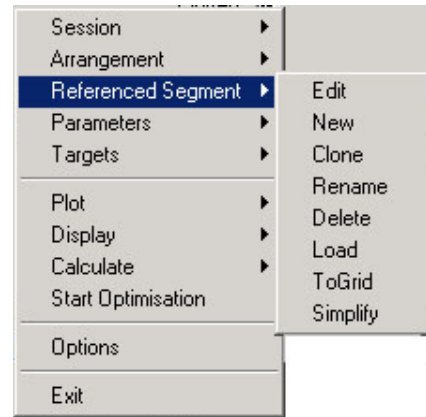 Session
Arrangement
Referenced Segment
Parameters
Targets
Plot
Display
Calculate
Start Optimisation
Options
Exit
Edit
New
Clone
Rename
Delete
Load
ToGrid
Simplify